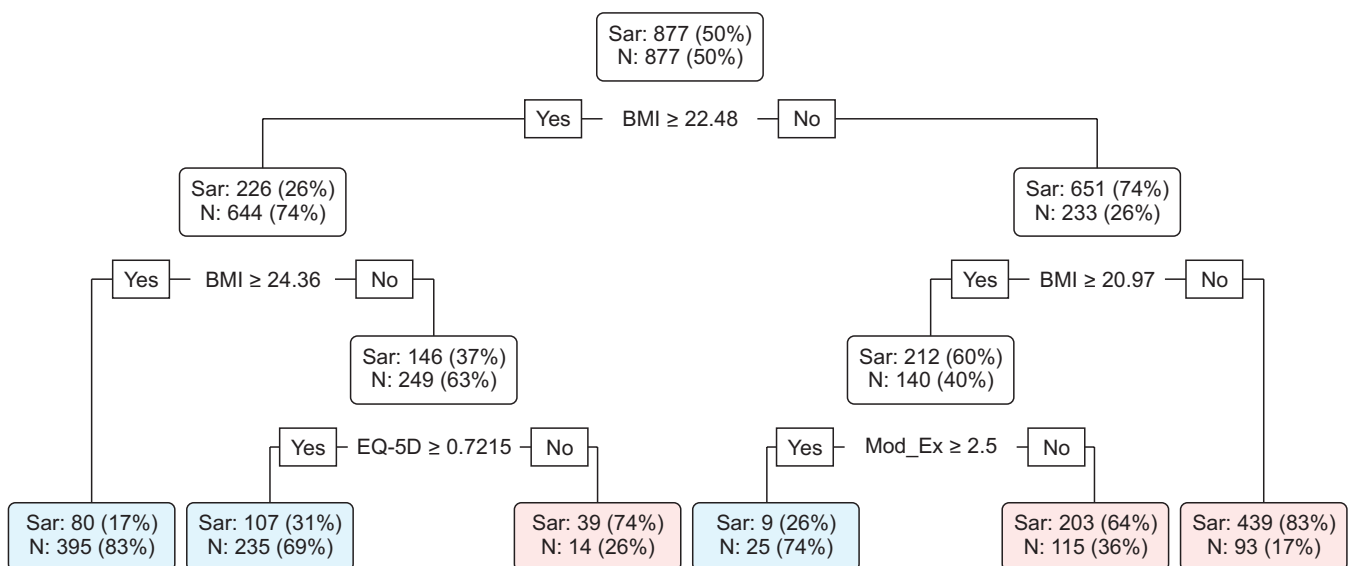 Sar: 877 (50%)
N: 877 (50%)
Yes BMI ≥ 22.48 No
Sar: 226 (26%)
N: 644 (74%)
Sar: 651 (74%)
N: 233 (26%)
Yes BMI ≥ 24.36 No
Yes BMI ≥ 20.97 No
Sar: 146 (37%)
N: 249 (63%)
Sar: 212 (60%)
N: 140 (40%)
Yes EQ-5D ≥ 0.7215 No
Yes Mod_Ex ≥ 2.5 No
Sar: 80 (17%)
N: 395 (83%)
Sar: 107 (31%)
N: 235 (69%)
Sar: 39 (74%)
N: 14 (26%)
Sar: 9 (26%)
N: 25 (74%)
Sar: 203 (64%)
N: 115 (36%)
Sar: 439 (83%)
N: 93 (17%)